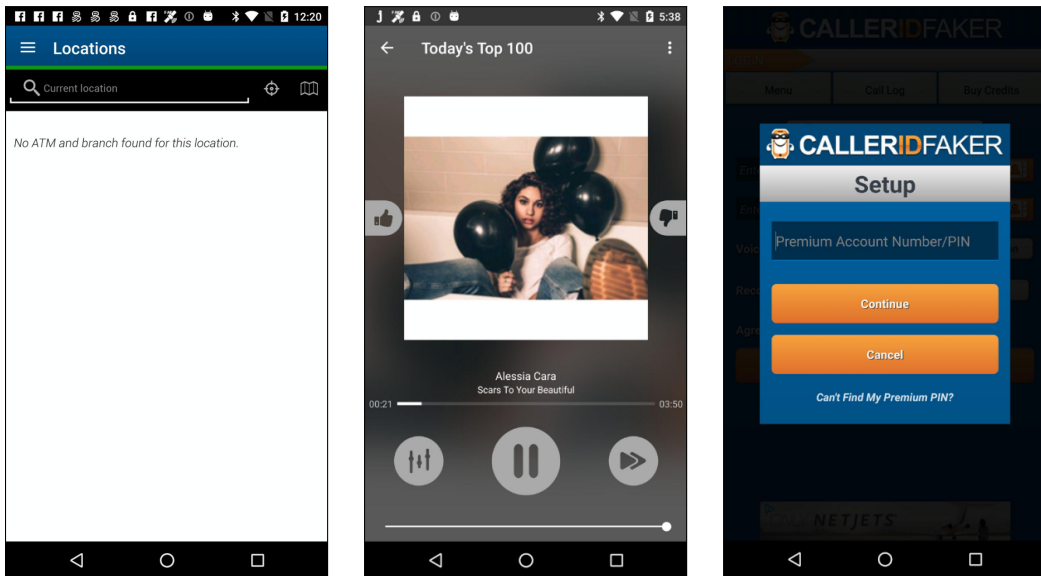 12:20
Locations
Current location
No ATM and branch found for this location.
5:38
Today's Top 100
Alessia Cara
Scars To Your Beautiful
00:21
03:50
CALLERIDFAKER
LOGIN
Menu
Call Log
Buy Credits
CALLERIDFAKER
Setup
Premium Account Number/PIN
Continue
Cancel
Can't Find My Premium PIN?
NETJETS